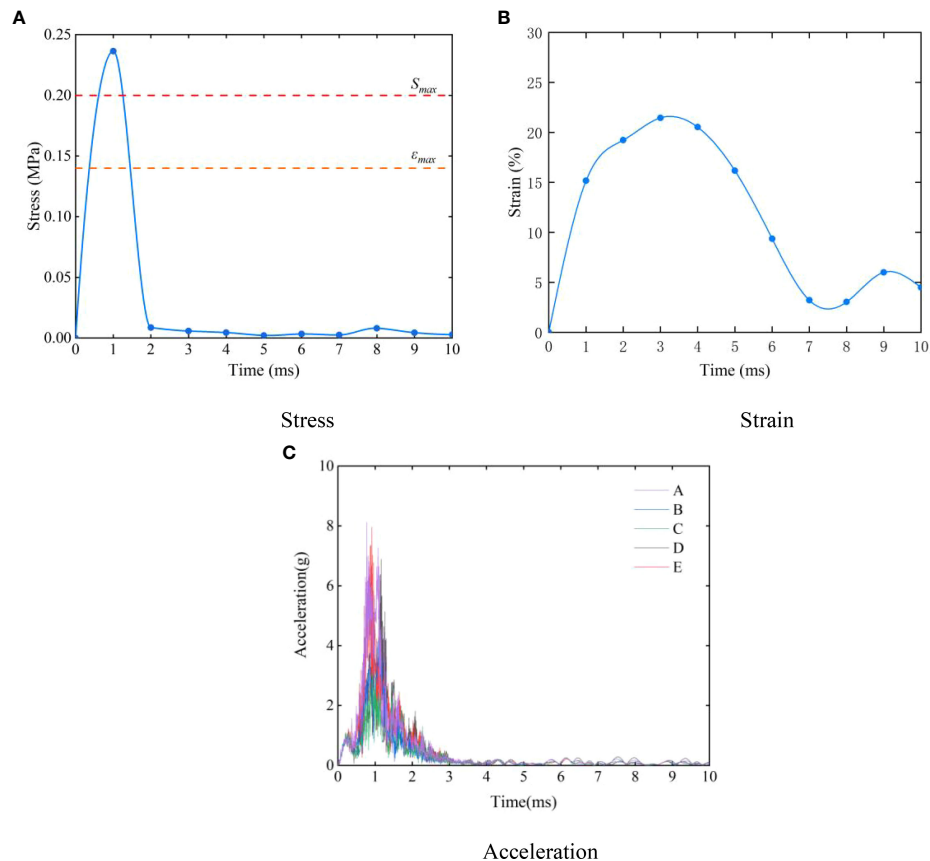 A
0.25
0.20
0.15
0.10
0.05
0.00
Stress (MPa)
Smax
εmax
0 1 2 3 4 5 6 7 8 9 10
Time (ms)
Stress
B
30
25
20
15
10
5
0
Strain (%)
0 1 2 3 4 5 6 7 8 9 10
Time (ms)
Strain
C
10
8
6
4
2
0
Acceleration(g)
A
B
C
D
E
0 1 2 3 4 5 6 7 8 9 10
Time(ms)
Acceleration